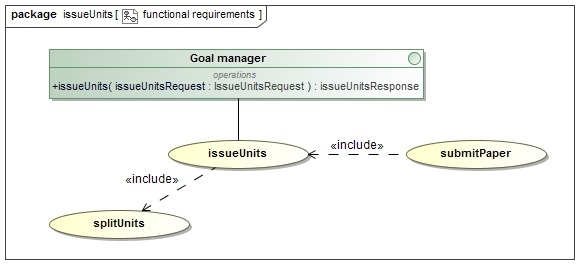 package issueUnits [ functional requirements ]
Goal manager
operations
+issueUnits( issueUnitsRequest : IssueUnitsRequest ) : issueUnitsResponse
issueUnits
«include»
submitPaper
«include»
splitUnits